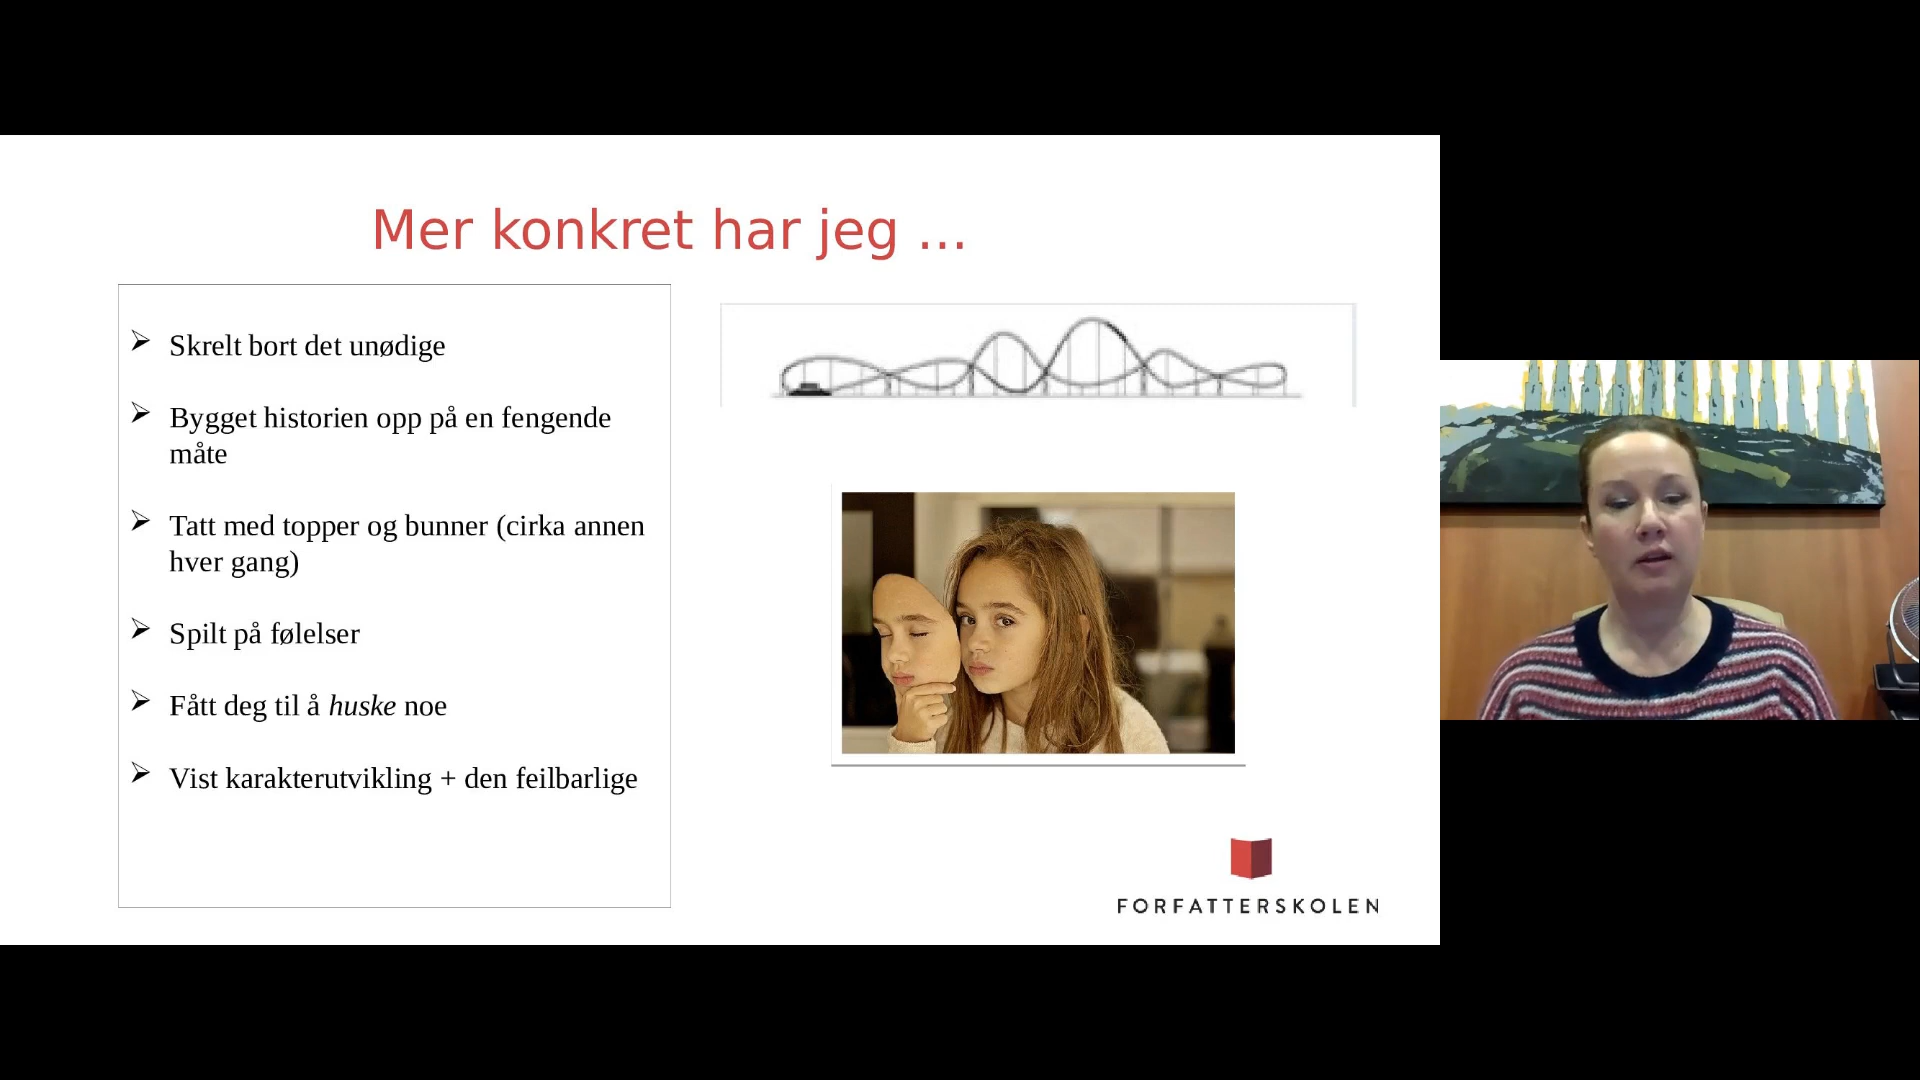 Mer konkret har jeg ...
Skrelt bort det unødige
Bygget historien opp på en fengende
måte
Tatt med topper og bunner (cirka annen
hver gang)
Spilt på følelser
Fått deg til å huske noe
Vist karakterutvikling + den feilbarlige
FORFATTERSKOLEN